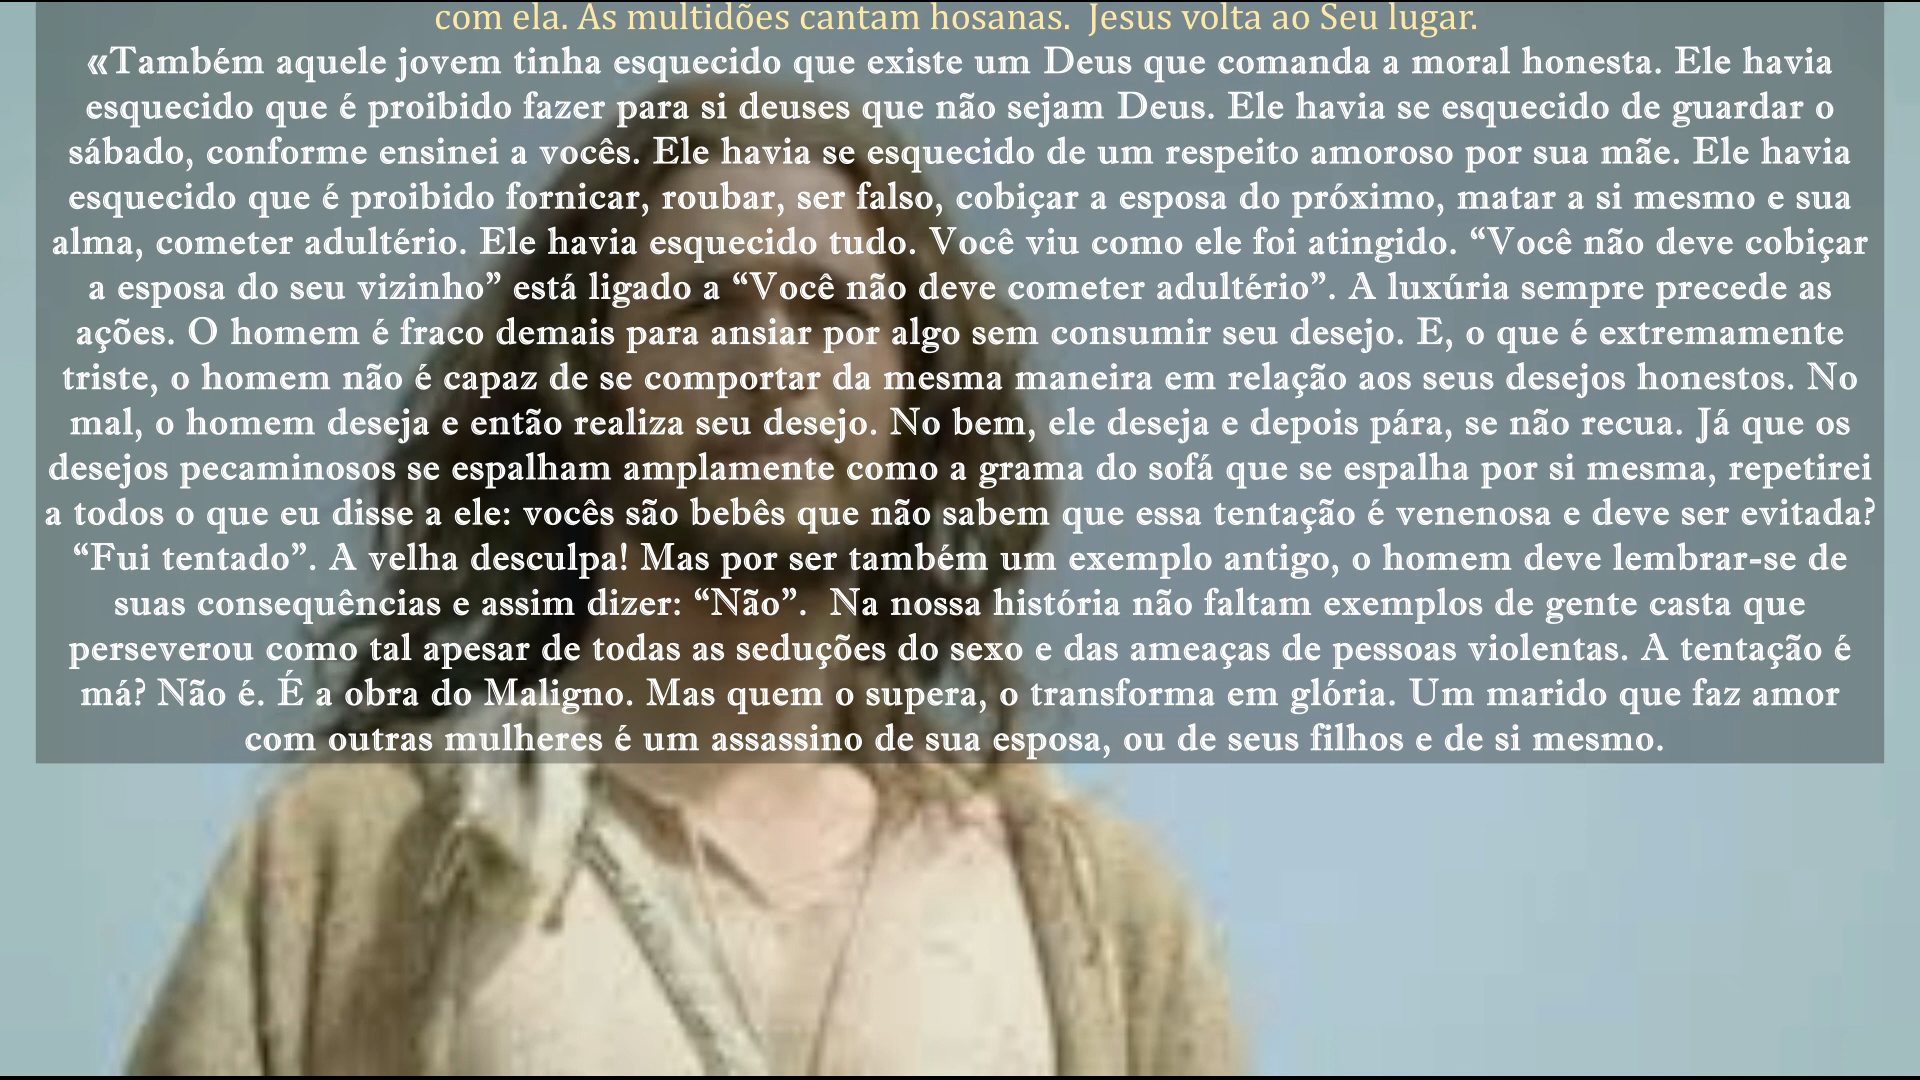 com ela. As multidões cantam hosanas.  Jesus volta ao Seu lugar.
«Também aquele jovem tinha esquecido que existe um Deus que comanda a moral honesta. Ele havia
esquecido que é proibido fazer para si deuses que não sejam Deus. Ele havia se esquecido de guardar o
sábado, conforme ensinei a vocês. Ele havia se esquecido de um respeito amoroso por sua mãe. Ele havia
esquecido que é proibido fornicar, roubar, ser falso, cobiçar a esposa do próximo, matar a si mesmo e sua
alma, cometer adultério. Ele havia esquecido tudo. Você viu como ele foi atingido. “Você não deve cobiçar
a esposa do seu vizinho” está ligado a “Você não deve cometer adultério”. A luxúria sempre precede as
ações. O homem é fraco demais para ansiar por algo sem consumir seu desejo. E, o que é extremamente
triste, o homem não é capaz de se comportar da mesma maneira em relação aos seus desejos honestos. No
mal, o homem deseja e então realiza seu desejo. No bem, ele deseja e depois pára, se não recua. Já que os
desejos pecaminosos se espalham amplamente como a grama do sofá que se espalha por si mesma, repetirei
a todos o que eu disse a ele: vocês são bebês que não sabem que essa tentação é venenosa e deve ser evitada?
“Fui tentado”. A velha desculpa! Mas por ser também um exemplo antigo, o homem deve lembrar-se de
suas consequências e assim dizer: “Não”.  Na nossa história não faltam exemplos de gente casta que
perseverou como tal apesar de todas as seduções do sexo e das ameaças de pessoas violentas. A tentação é
má? Não é. É a obra do Maligno. Mas quem o supera, o transforma em glória. Um marido que faz amor
com outras mulheres é um assassino de sua esposa, ou de seus filhos e de si mesmo.